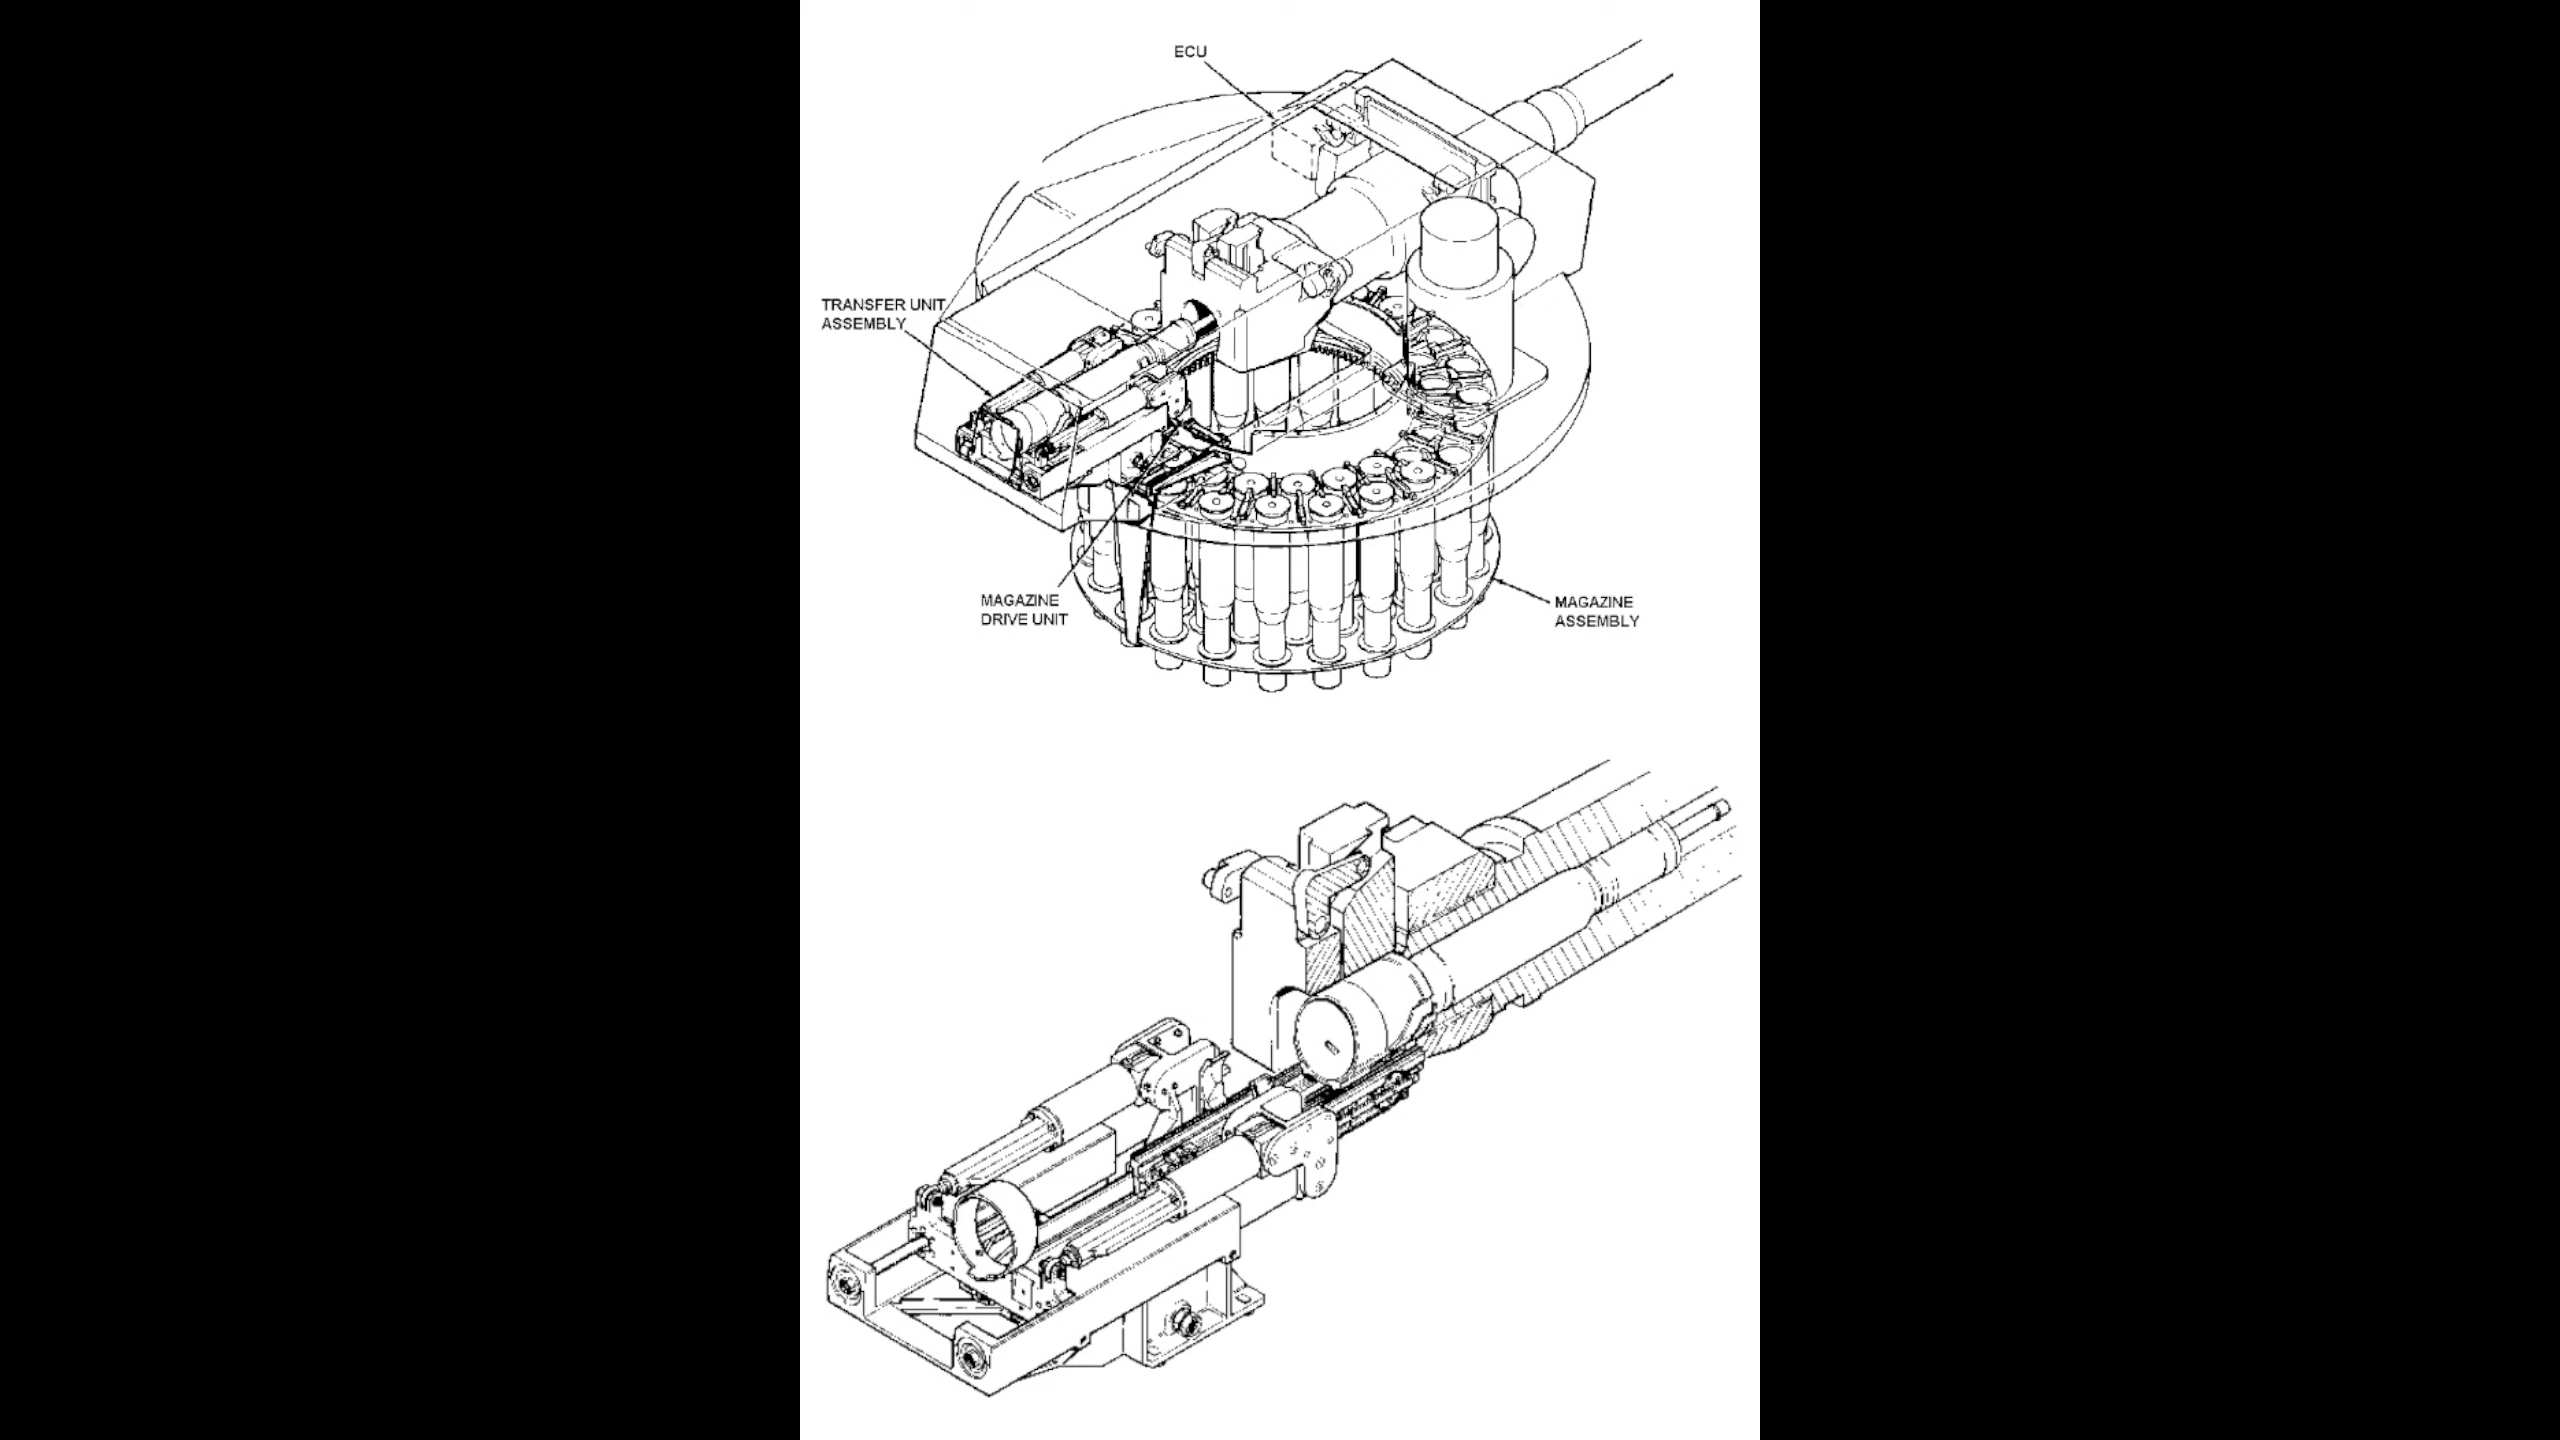 ECU
TRANSFER UNIT
ASSEMBLY
MAGAZINE
DRIVE UNIT
MAGAZINE
ASSEMBLY